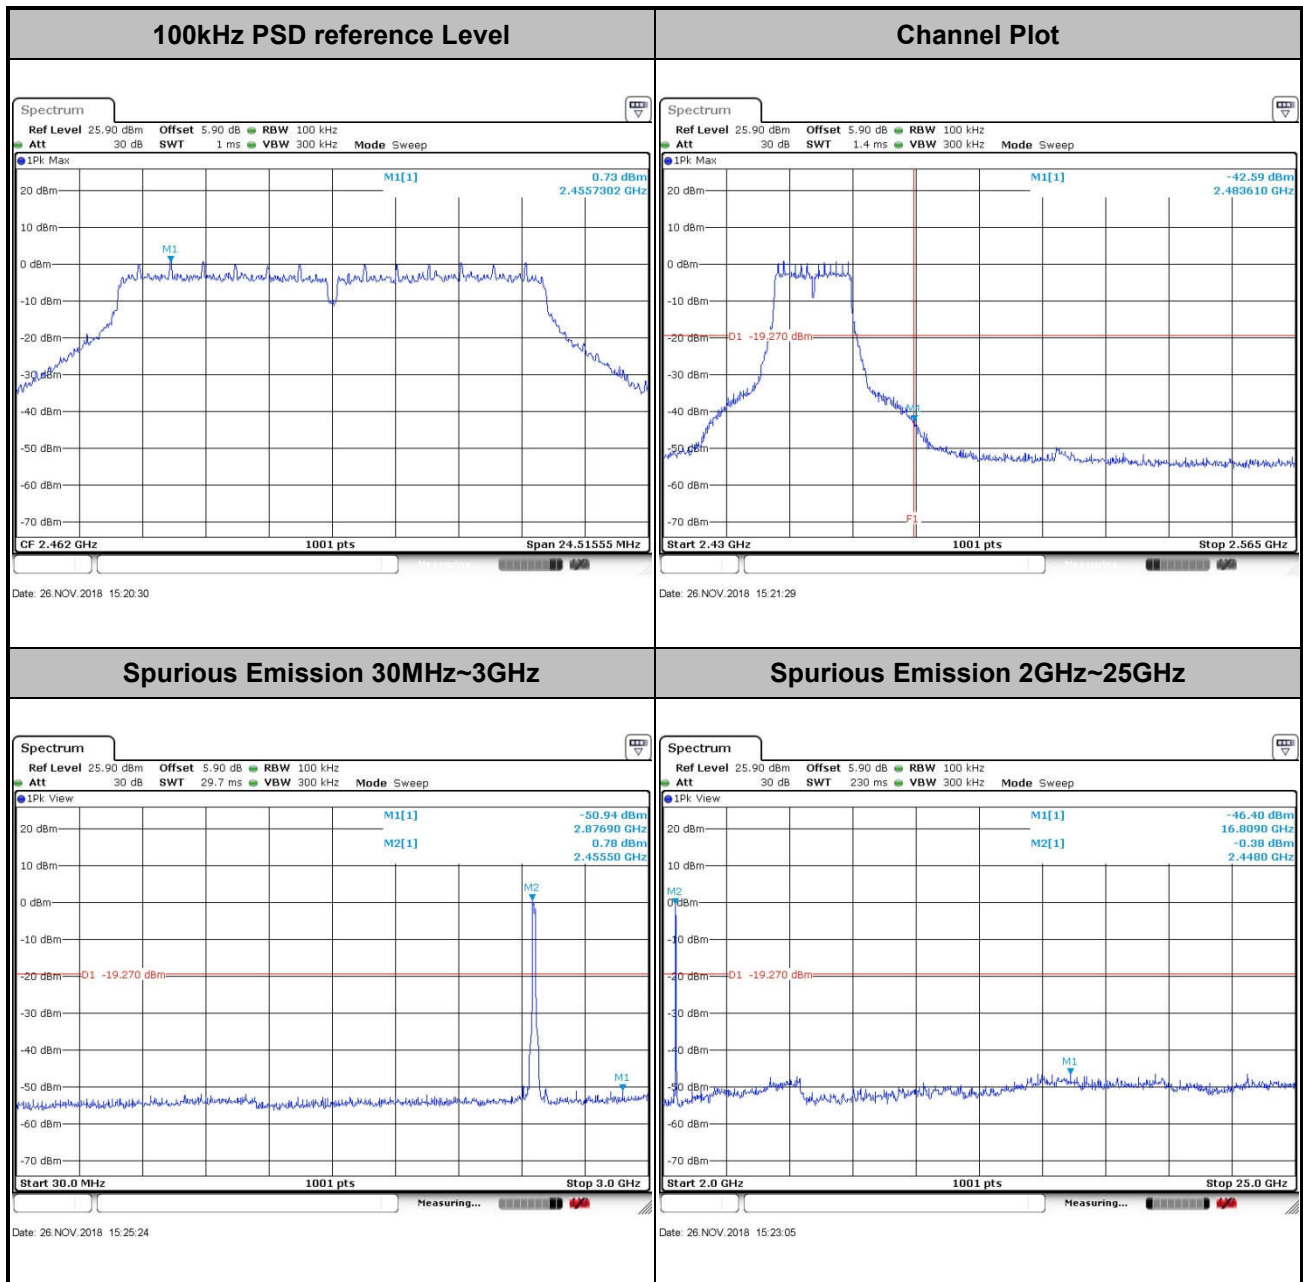 100kHz PSD reference Level
Spectrum
Ref Level 25.90 dBm Offset 5.90 dB RBW 100 kHz
Att 30 dB SWT 1 ms VBW 300 kHz Mode Sweep
1Pk Max
M1[1] 0.73 dBm
2.4557302 GHz
20 dBm
10 dBm
M1
0 dBm
-10 dBm
-20 dBm
-30 dBm
-40 dBm
-50 dBm
-60 dBm
-70 dBm
CF 2.462 GHz 1001 pts Span 24.51555 MHz
Measuring...
Date: 26.NOV.2018 15:20:30
Channel Plot
Spectrum
Ref Level 25.90 dBm Offset 5.90 dB RBW 100 kHz
Att 30 dB SWT 1.4 ms VBW 300 kHz Mode Sweep
1Pk Max
M1[1] -42.59 dBm
2.483610 GHz
20 dBm
10 dBm
0 dBm
-10 dBm
-20 dBm D1 -19.270 dBm
-30 dBm
-40 dBm
M1
-50 dBm
-60 dBm
-70 dBm
F1
Start 2.43 GHz 1001 pts Stop 2.565 GHz
Measuring...
Date: 26.NOV.2018 15:21:29
Spurious Emission 30MHz~3GHz
Spectrum
Ref Level 25.90 dBm Offset 5.90 dB RBW 100 kHz
Att 30 dB SWT 29.7 ms VBW 300 kHz Mode Sweep
1Pk View
M1[1] -50.94 dBm
2.87690 GHz
20 dBm
M2[1] 0.78 dBm
2.45550 GHz
10 dBm
M2
0 dBm
-10 dBm
-20 dBm D1 -19.270 dBm
-30 dBm
-40 dBm
M1
-50 dBm
-60 dBm
-70 dBm
Start 30.0 MHz 1001 pts Stop 3.0 GHz
Measuring...
Date: 26.NOV.2018 15:25:24
Spurious Emission 2GHz~25GHz
Spectrum
Ref Level 25.90 dBm Offset 5.90 dB RBW 100 kHz
Att 30 dB SWT 230 ms VBW 300 kHz Mode Sweep
1Pk View
M1[1] -46.40 dBm
16.8090 GHz
20 dBm
M2[1] -0.38 dBm
2.4480 GHz
10 dBm
M2
0 dBm
-10 dBm
-20 dBm D1 -19.270 dBm
-30 dBm
-40 dBm
M1
-50 dBm
-60 dBm
-70 dBm
Start 2.0 GHz 1001 pts Stop 25.0 GHz
Measuring...
Date: 26.NOV.2018 15:23:05